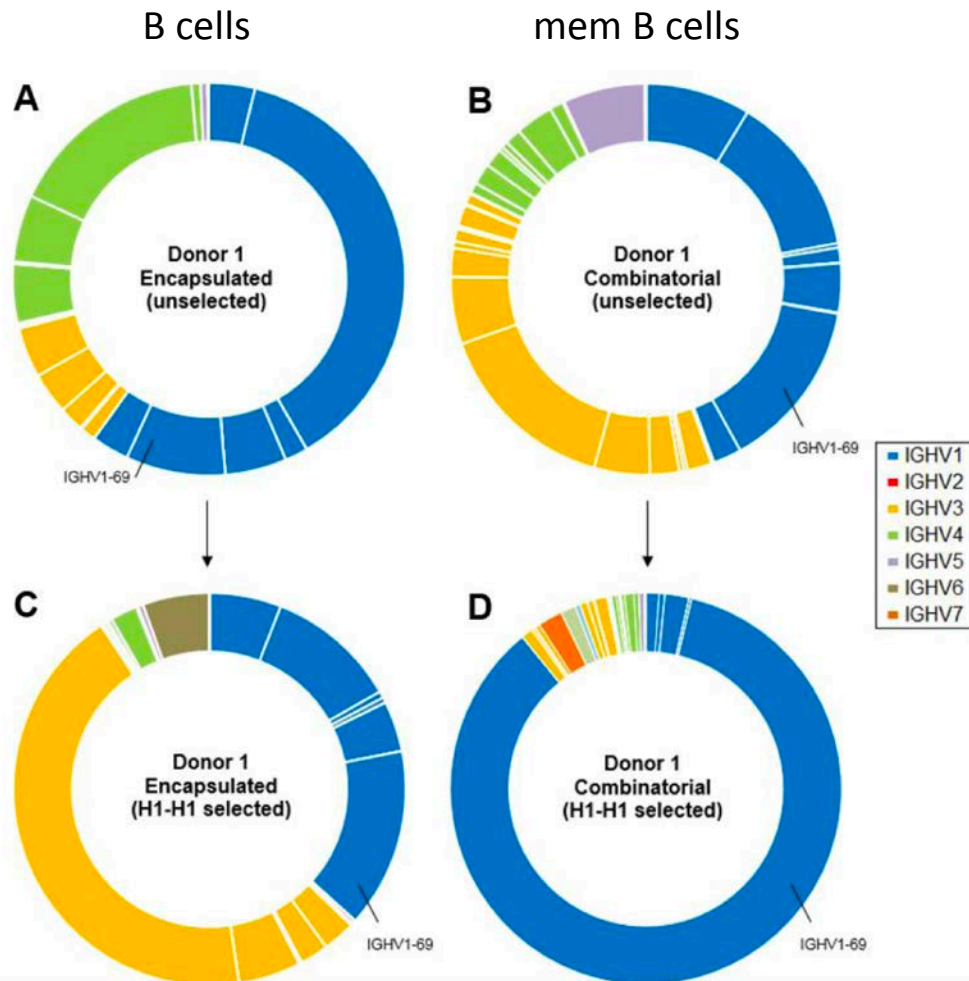 B cells
mem B cells
A
B
Donor 1
Encapsulated
(unselected)
IGHV1-69
Donor 1
Combinatorial
(unselected)
IGHV1-69
IGHV1
IGHV2
IGHV3
IGHV4
IGHV5
IGHV6
IGHV7
C
D
Donor 1
Encapsulated
(H1-H1 selected)
IGHV1-69
Donor 1
Combinatorial
(H1-H1 selected)
IGHV1-69